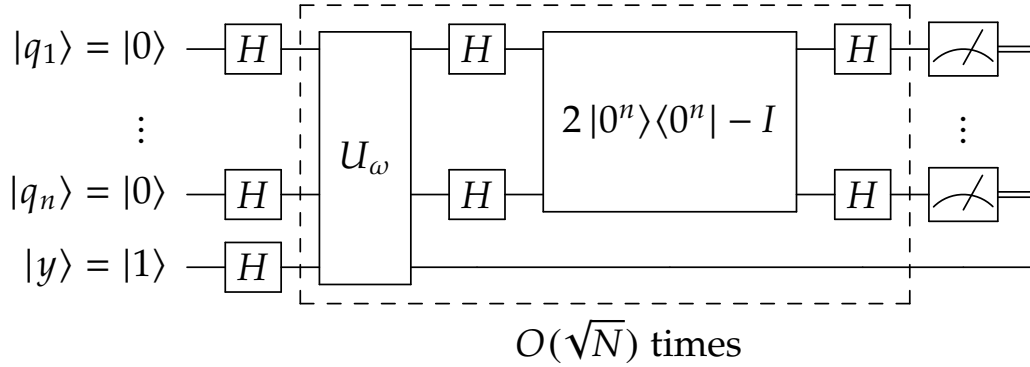 |q₁⟩ = |0⟩ H H H
⋮ U_ω 2 |0ⁿ⟩⟨0ⁿ| − I ⋮
|qₙ⟩ = |0⟩ H H H
|y⟩ = |1⟩ H
O(√N) times